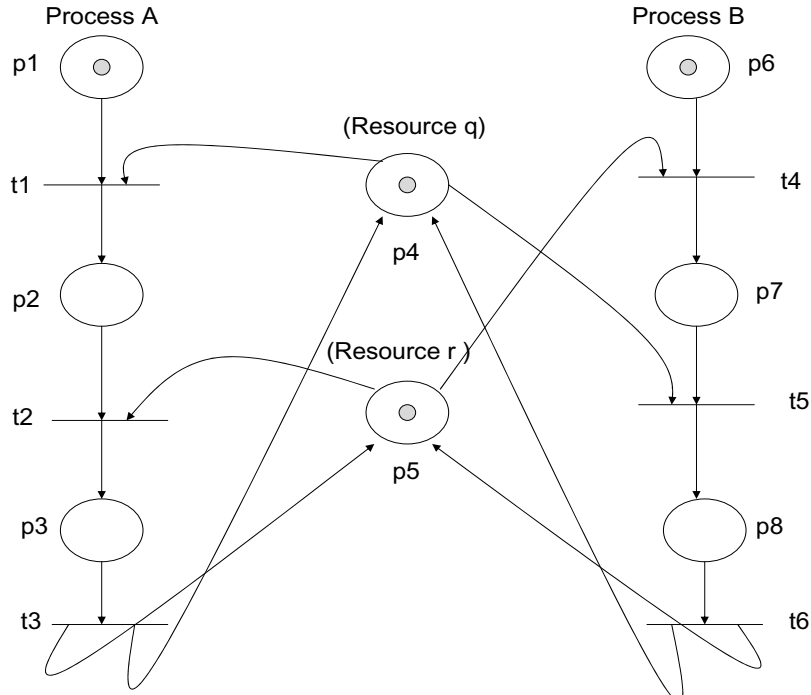 Process A
Process B
p1
p6
(Resource q)
t1
t4
p4
p2
p7
(Resource r )
t2
t5
p5
p3
p8
t3
t6